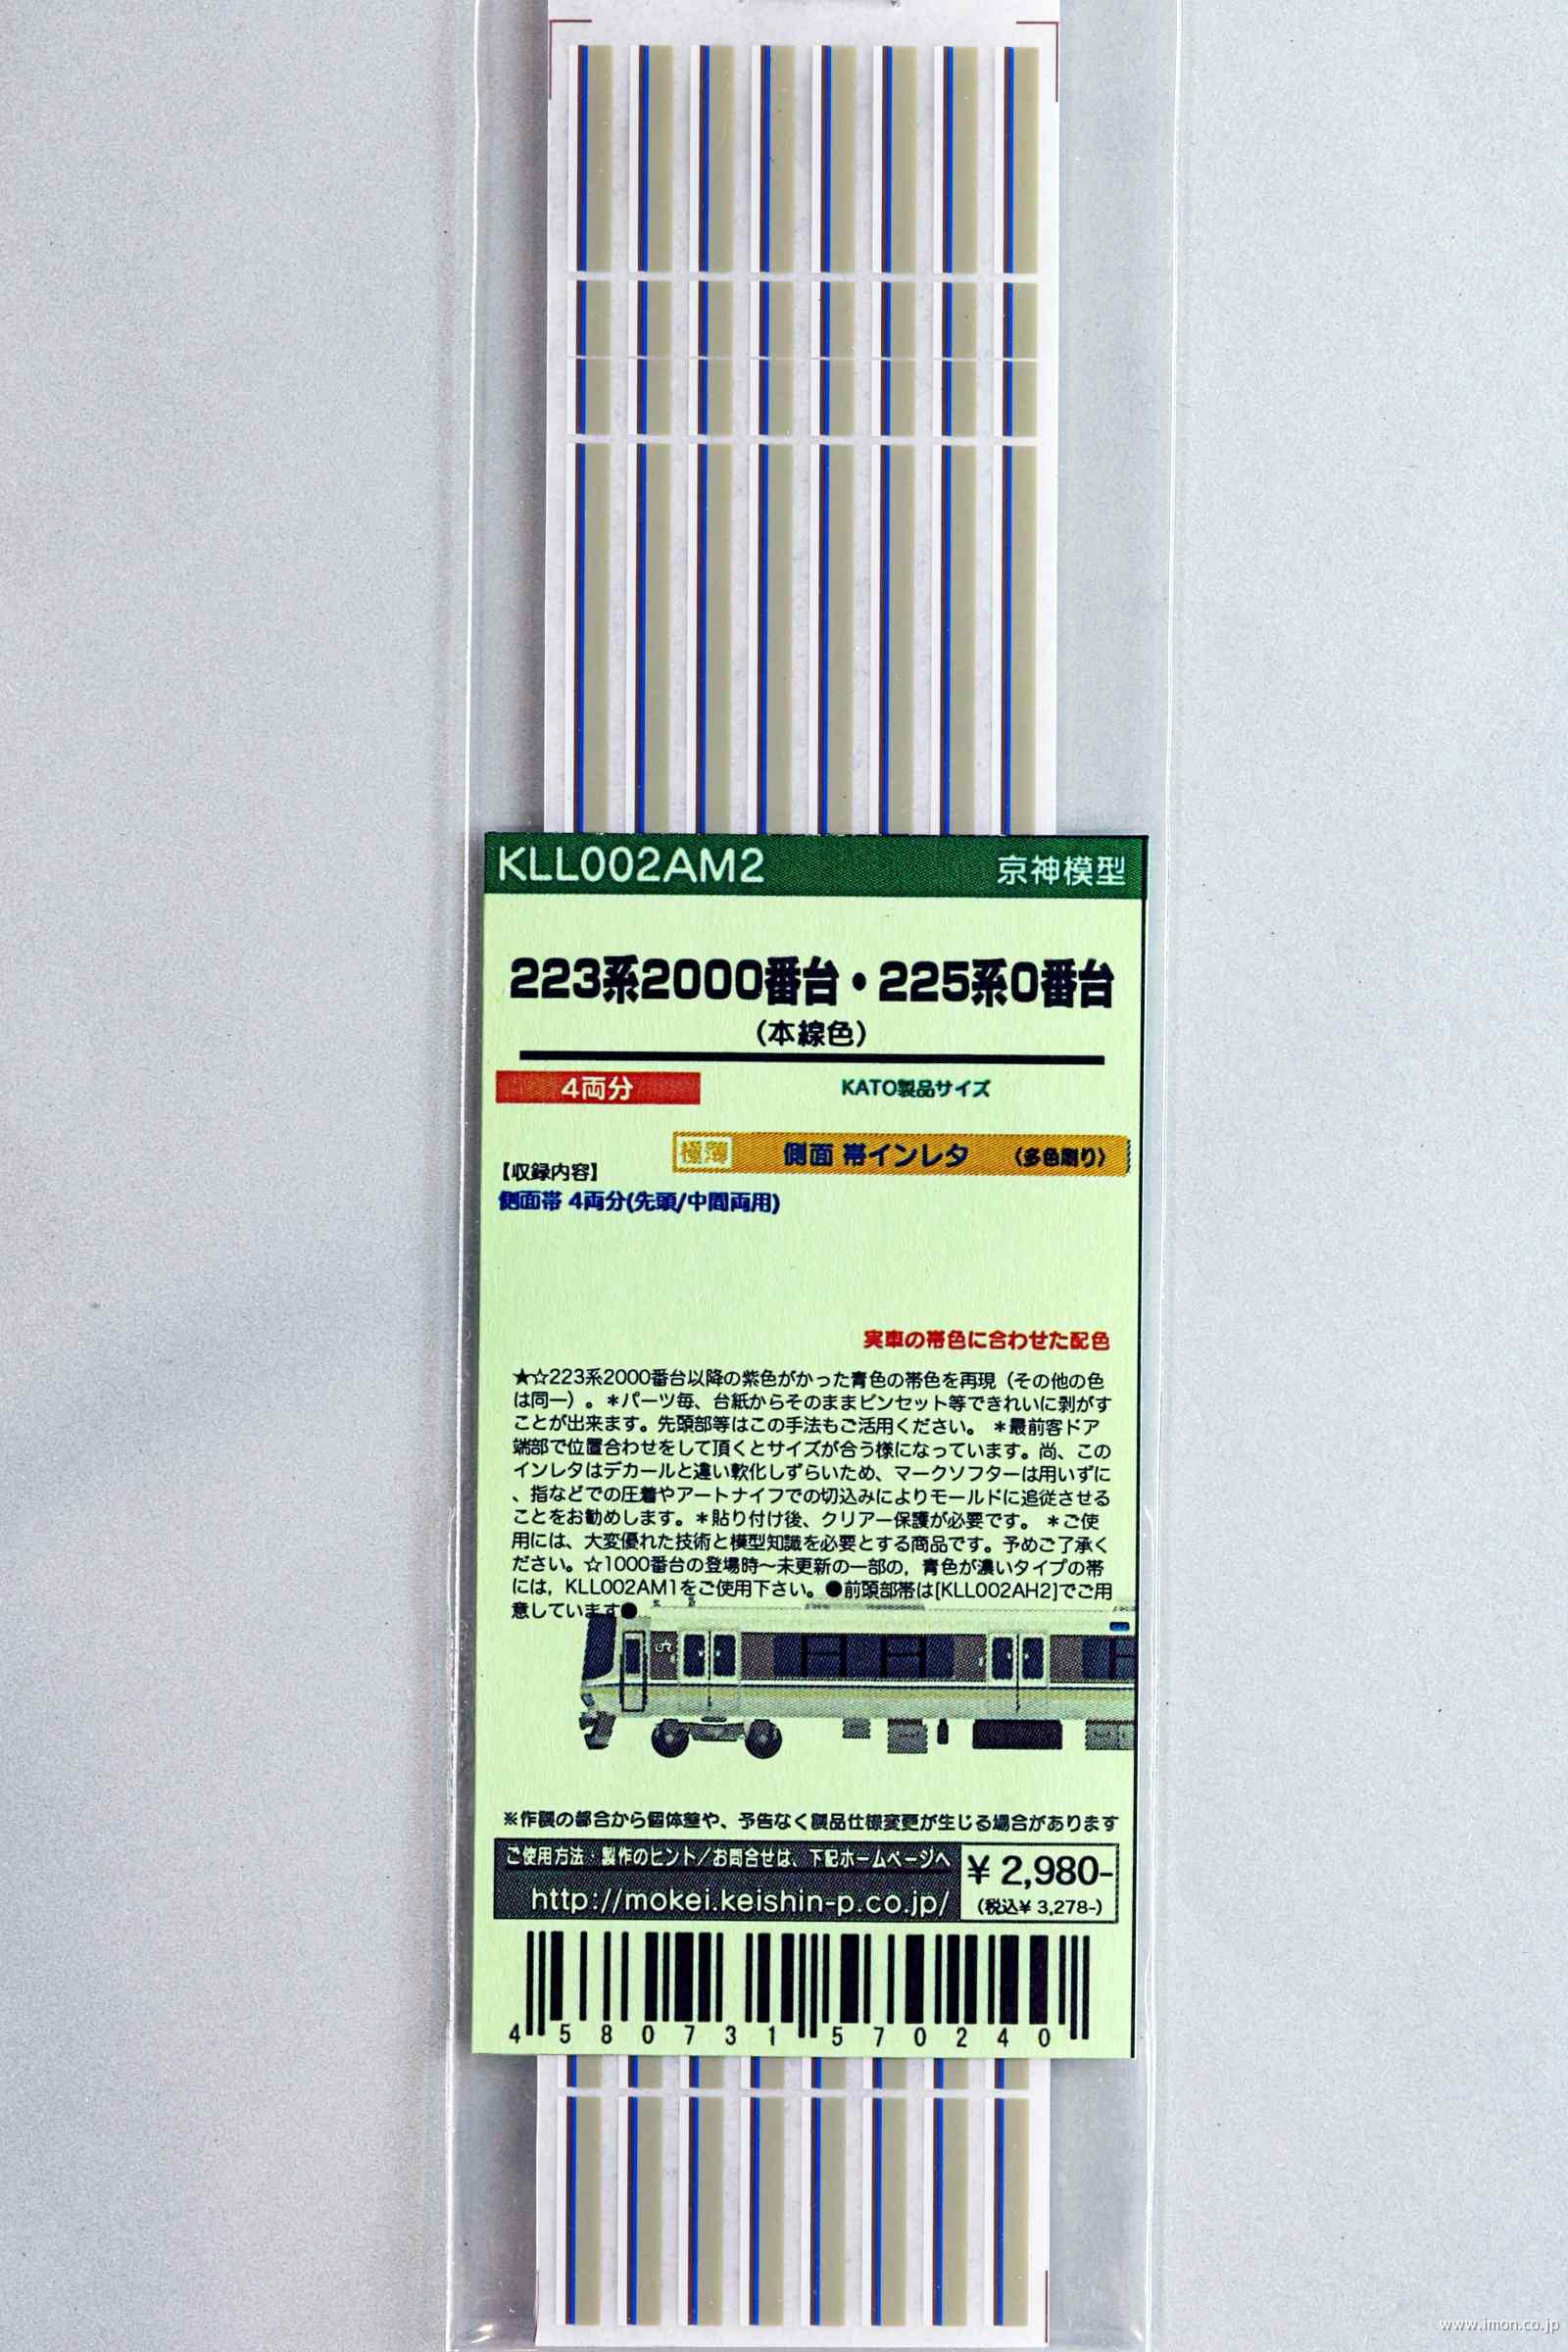 KLL002AM2 京神模型
223系2000番台・225系0番台
（本線色）
4両分 KATO製品サイズ
極薄 側面 帯インレタ （多色刷り）
【収録内容】
側面帯 4両分(先頭/中間両用)
実車の帯色に合わせた配色
★☆223系2000番台以降の紫色がかった青色の帯色を再現（その他の色
は同一）。＊パーツ毎、台紙からそのままピンセット等できれいに剥がす
ことが出来ます。先頭部等はこの手法もご活用ください。 ＊最前客ドア
端部で位置合わせをして頂くとサイズが合う様になっています。尚、この
インレタはデカールと違い軟化しずらいため、マークソフターは用いずに
、指などでの圧着やアートナイフでの切込みによりモールドに追従させる
ことをお勧めします。＊貼り付け後、クリアー保護が必要です。 ＊ご使
用には、大変優れた技術と模型知識を必要とする商品です。予めご了承く
ださい。☆1000番台の登場時～未更新の一部の，青色が濃いタイプの帯
には，KLL002AM1をご使用下さい。●前頭部帯は[KLL002AH2]でご用
意しています●
JR
※作製の都合から個体差や、予告なく製品仕様変更が生じる場合があります
ご使用方法・製作のヒント／お問合せは、下記ホームページへ
http://mokei.keishin-p.co.jp/
¥ 2,980-
(税込¥ 3,278-)
4 580731 570240
www.imon.co.jp